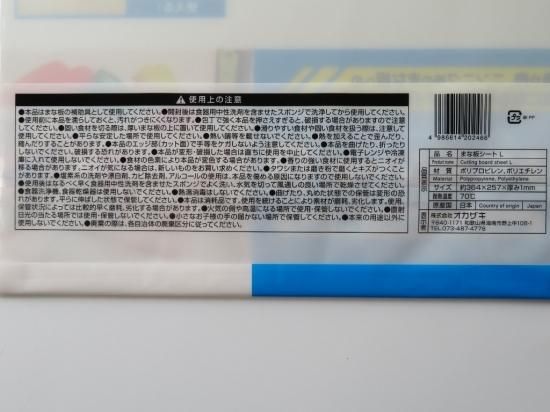 ⚠ 使用上の注意
●本品はまな板の補助具として使用してください。●開封後は食器用中性洗剤を含ませたスポンジで洗浄してから使用してください。
●使用前に本品を濡らしておくと、汚れがつきにくくなります。●包丁で強く本品を押さえすぎると、破損する場合がありますので注意
してください。●固い食材を切る際は、厚いまな板の上に置いて使用してください。●滑りやすい食材や固い食材を扱う際は、注意して
使用してください。●平らな安定した場所で使用してください。●熱い調理器を載せないでください。●熱を加えることで歪んだり、
縮んだりすることがあります。●本品のエッジ部(カット面)で手等をケガしないよう注意してください。●本品を曲げたり、折ったり
しないでください。破損する恐れがあります。●本品が変形・破損した場合は直ちに使用を中止してください。●電子レンジや冷凍
庫に入れて使用しないでください。●食材の色素により本品が変色する場合があります。●香りの強い食材に使用するとニオイが
移る場合があります。ニオイが気になる場合は、新しいものをお買い求めください。●タワシまたは磨き粉で磨くとキズがつくことが
あります。●塩素系の洗剤や漂白剤、カビ除去剤、アルコールの使用は、本品を傷める原因になりますので使用しないでください。
●食器洗浄機、食器乾燥器は使用しないでください。●熱湯消毒はしないでください。●曲げたり、丸めた状態での保管は変形の恐
●使用後はなるべく早く食器用中性洗剤を含ませたスポンジでよく洗い、水気を切って風通しの良い場所で乾燥させてください。
れがあります。平らに伸ばした状態で保管してください。●本品は消耗品です。使用を続けることにより素材が磨耗、劣化します。使用、
保管状況によっては比較的早く磨耗し、劣化します。●火気の側や高温になる場所で使用・保管しないでください。●直射
日光の当たる場所では使用・保管しないでください。●小さなお子様の手の届かない場所で保管してください。●本来の用途以外
に使用しないでください。●廃棄の際は、各自治体の廃棄区分に従ってください。
プラ
PP
4 986614 202466
品名 まな板シート L
Product name Cutting board sheet L
材質 ポリプロピレン、ポリエチレン
Material Polypropylene, Polyethylene
サイズ 約364×257×厚み1mm
耐熱温度 70℃
原産国 日本 Country of origin Japan
発売元 株式会社オカザキ
〒640-1171 和歌山県海南市野上中108-1
TEL073-487-4776